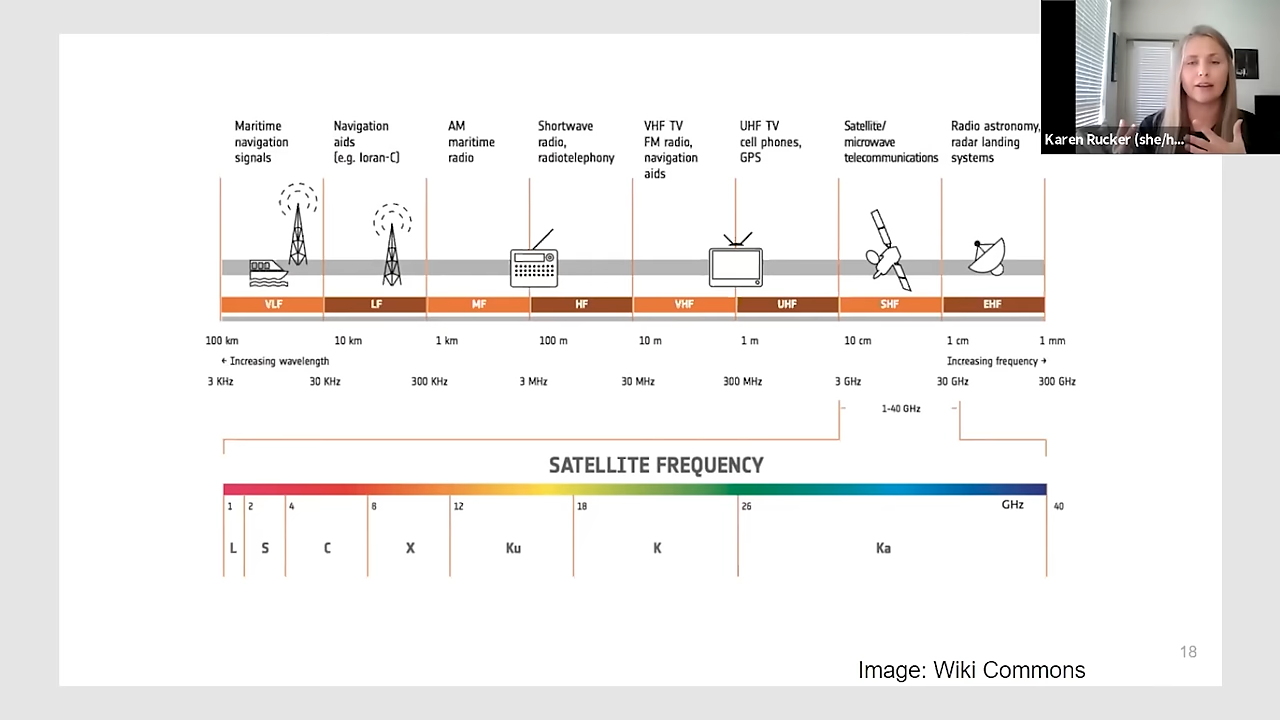 Maritime
navigation
signals
Navigation
aids
(e.g. loran-C)
AM
maritime
radio
Shortwave
radio,
radiotelephony
VHF TV
FM radio,
navigation
aids
UHF TV
cell phones,
GPS
Satellite/
microwave
telecommunications
Radio astronomy,
radar landing
systems
Karen Rucker (she/h...
VLF LF MF HF VHF UHF SHF EHF
100 km 10 km 1 km 100 m 10 m 1 m 10 cm 1 cm 1 mm
← Increasing wavelength Increasing frequency →
3 KHz 30 KHz 300 KHz 3 MHz 30 MHz 300 MHz 3 GHz 30 GHz 300 GHz
1-40 GHz
SATELLITE FREQUENCY
1 2 4 8 12 18 26 GHz 40
L S C X Ku K Ka
18
Image: Wiki Commons